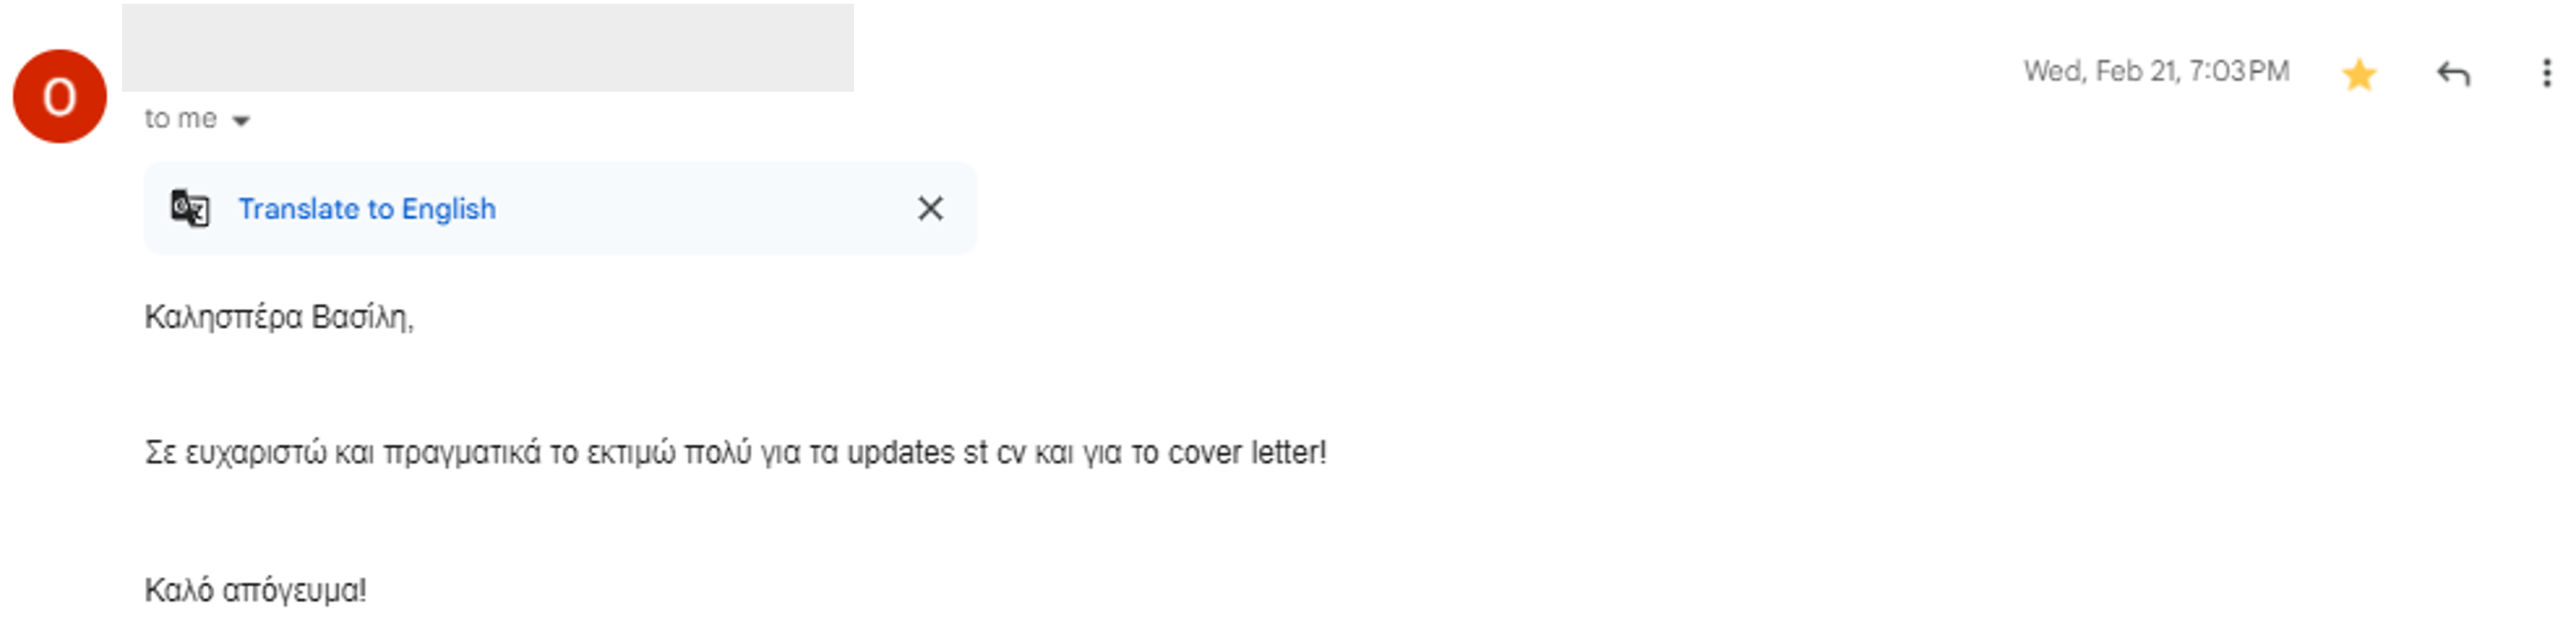 O
Wed, Feb 21, 7:03 PM
to me
Translate to English
Καλησπέρα Βασίλη,
Σε ευχαριστώ και πραγματικά το εκτιμώ πολύ για τα updates st cv και για το cover letter!
Καλό απόγευμα!